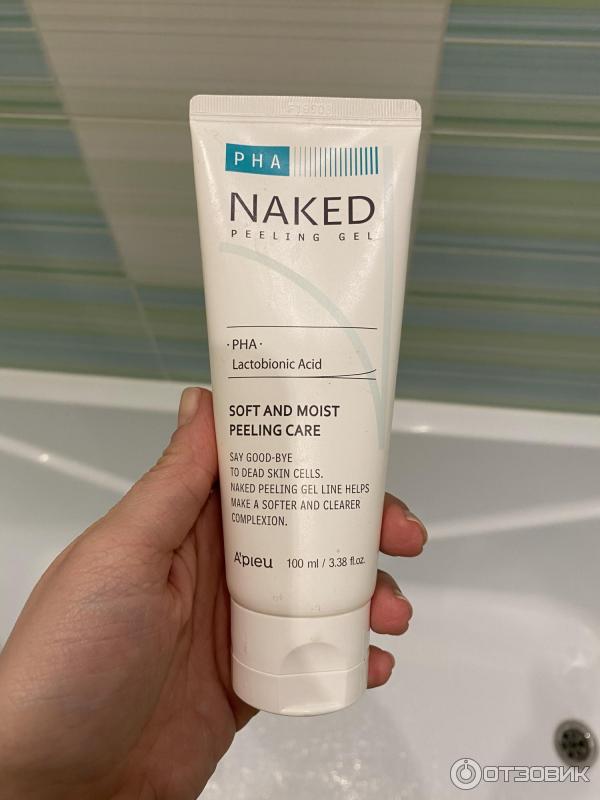 PHA
NAKED
PEELING GEL
·PHA·
Lactobionic Acid
SOFT AND MOIST
PEELING CARE
SAY GOOD-BYE
TO DEAD SKIN CELLS.
NAKED PEELING GEL LINE HELPS
MAKE A SOFTER AND CLEARER
COMPLEXION.
A'PIEU 100 ml / 3.38 fl.oz.
ОТЗОВИК